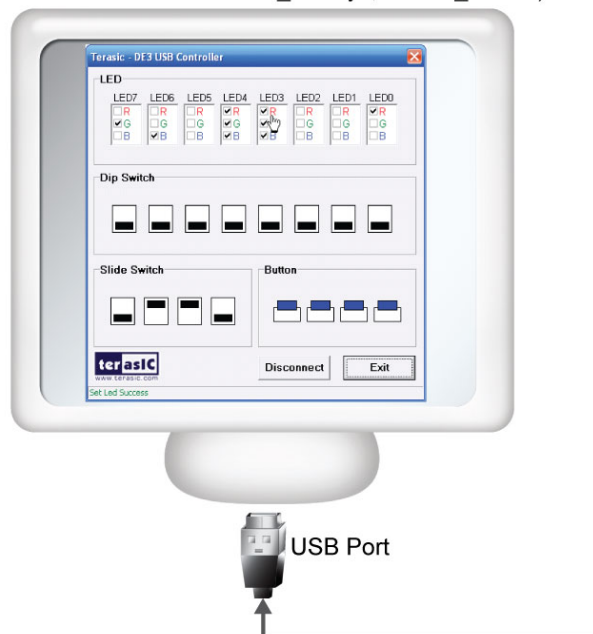 Terasic - DE3 USB Controller
LED
LED7 LED6 LED5 LED4 LED3 LED2 LED1 LED0
R R R R R R R R
G G G G G G G
B B B B B B B B
Dip Switch
Slide Switch Button
terasIC
www.terasic.com
Disconnect Exit
Set Led Success
USB Port